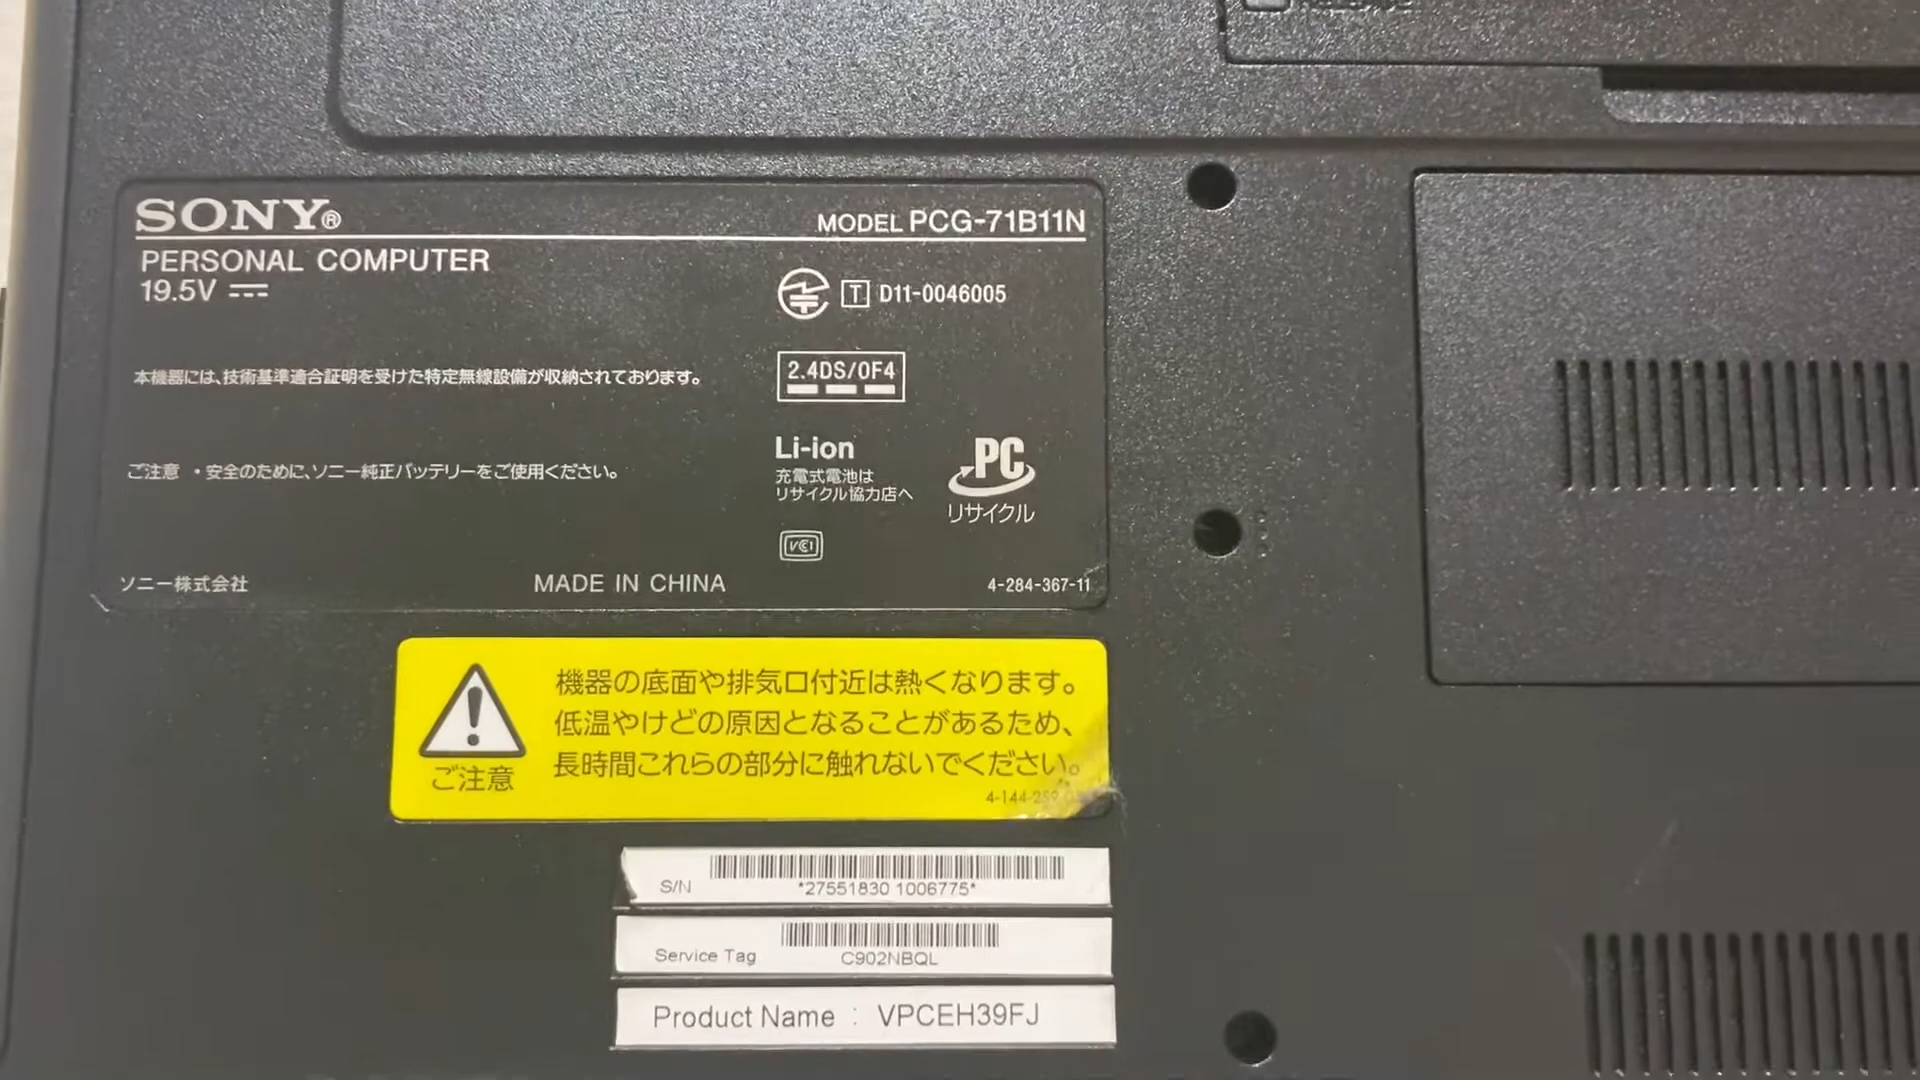 SONY®
MODEL PCG-71B11N
PERSONAL COMPUTER
19.5V
T D11-0046005
本機器には、技術基準適合証明を受けた特定無線設備が収納されております。
2.4DS/OF4
Li-ion
充電式電池は
リサイクル協力店へ
PC
リサイクル
ご注意 ・安全のために、ソニー純正バッテリーをご使用ください。
VCCI
ソニー株式会社
MADE IN CHINA
4-284-367-11
機器の底面や排気口付近は熱くなります。
低温やけどの原因となることがあるため、
長時間これらの部分に触れないでください。
ご注意
S/N
*27551830 1006775*
Service Tag
C902NBQL
Product Name : VPCEH39FJ